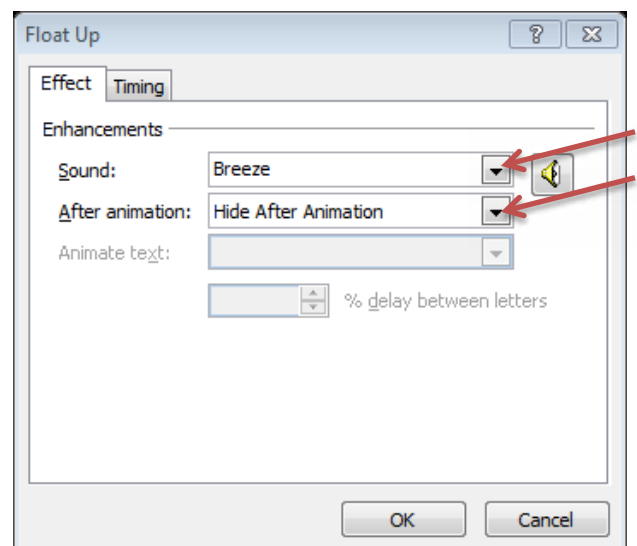 Float Up
?
Effect Timing
Enhancements
Sound: Breeze
After animation: Hide After Animation
Animate text:
% delay between letters
OK Cancel